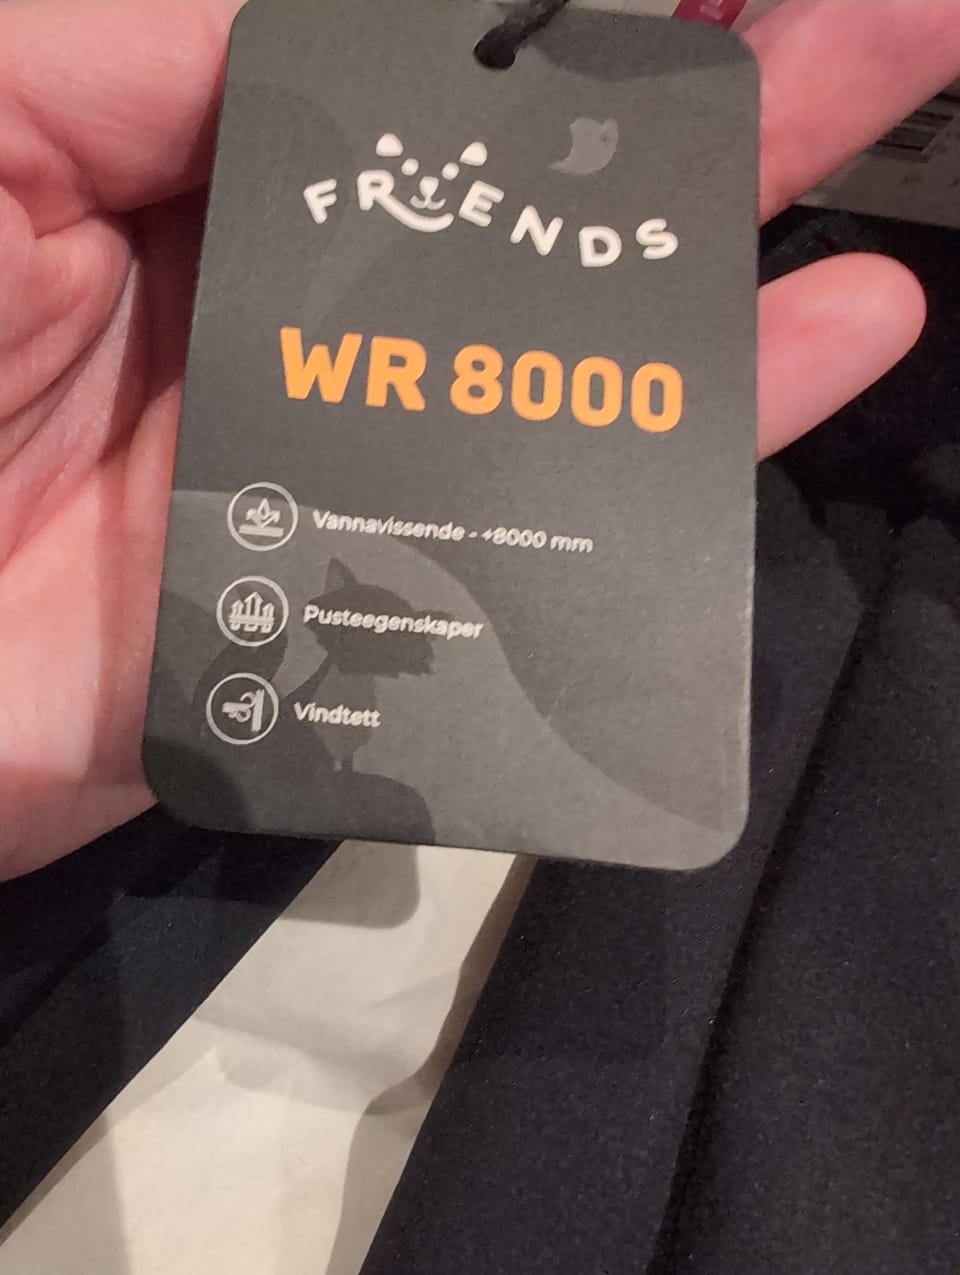 FRIENDS
WR 8000
Vannavissende - +8000 mm
Pusteegenskaper
Vindtett